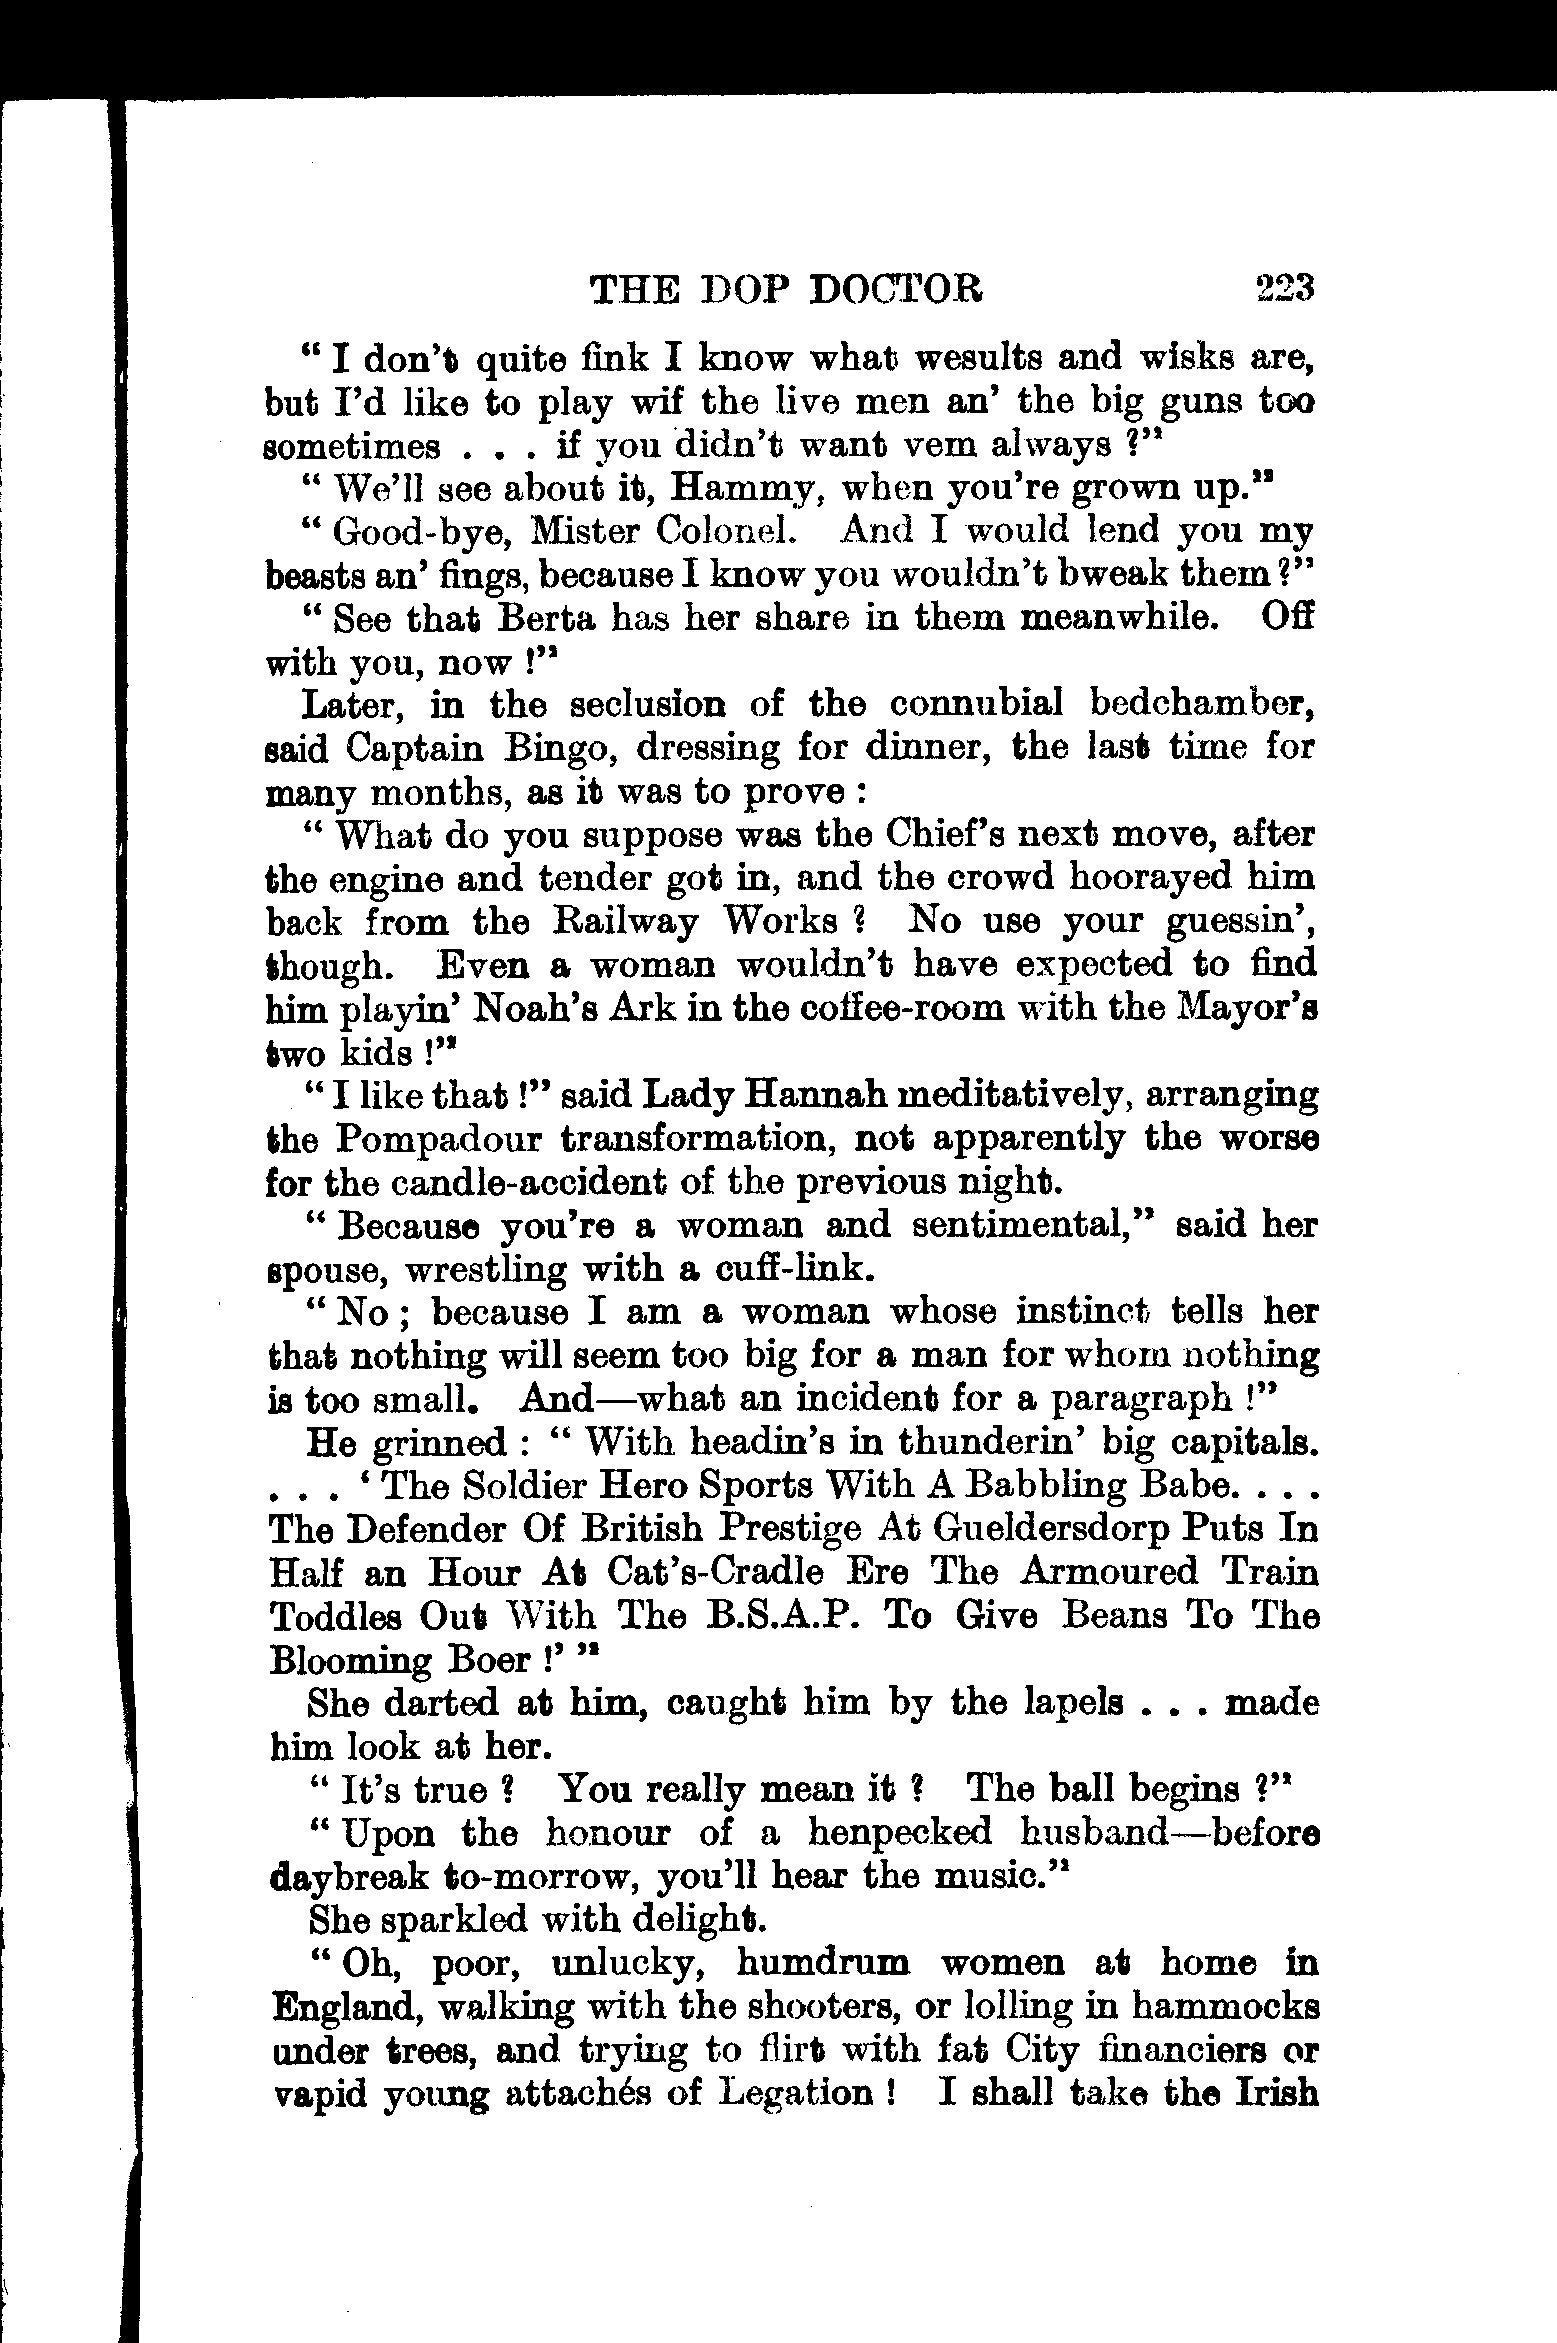 THE DOP DOCTOR 223
“ I don’t quite fink I know what wesults and wisks are,
but I’d like to play wif the live men an’ the big guns too
sometimes . . . if you didn’t want vem always ?”
“ We’ll see about it, Hammy, when you’re grown up.”
“ Good-bye, Mister Colonel. And I would lend you my
beasts an’ fings, because I know you wouldn’t bweak them ?”
“ See that Berta has her share in them meanwhile. Off
with you, now !”
Later, in the seclusion of the connubial bedchamber,
said Captain Bingo, dressing for dinner, the last time for
many months, as it was to prove :
“ What do you suppose was the Chief’s next move, after
the engine and tender got in, and the crowd hoorayed him
back from the Railway Works ? No use your guessin’,
though. Even a woman wouldn’t have expected to find
him playin’ Noah’s Ark in the coffee-room with the Mayor’s
two kids !”
“ I like that !” said Lady Hannah meditatively, arranging
the Pompadour transformation, not apparently the worse
for the candle-accident of the previous night.
“ Because you’re a woman and sentimental,” said her
spouse, wrestling with a cuff-link.
“ No ; because I am a woman whose instinct tells her
that nothing will seem too big for a man for whom nothing
is too small. And—what an incident for a paragraph !”
He grinned : “ With headin’s in thunderin’ big capitals.
. . . ‘ The Soldier Hero Sports With A Babbling Babe. . . .
The Defender Of British Prestige At Gueldersdorp Puts In
Half an Hour At Cat’s-Cradle Ere The Armoured Train
Toddles Out With The B.S.A.P. To Give Beans To The
Blooming Boer !’ ”
She darted at him, caught him by the lapels . . . made
him look at her.
“ It’s true ? You really mean it ? The ball begins ?”
“ Upon the honour of a henpecked husband—before
daybreak to-morrow, you’ll hear the music.”
She sparkled with delight.
“ Oh, poor, unlucky, humdrum women at home in
England, walking with the shooters, or lolling in hammocks
under trees, and trying to flirt with fat City financiers or
vapid young attachés of Legation ! I shall take the Irish